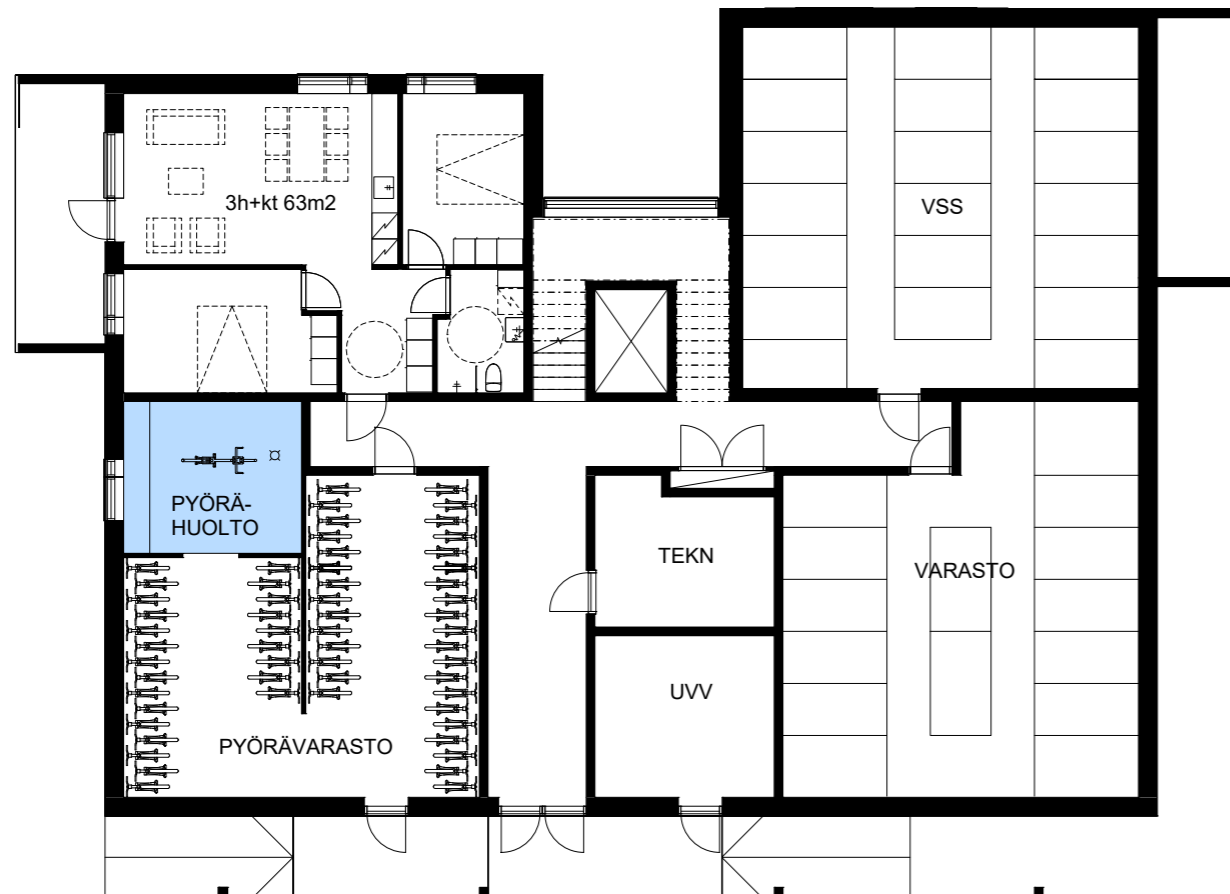 3h+kt 63m2
VSS
PYÖRÄ-
HUOLTO
TEKN
VARASTO
UVV
PYÖRÄVARASTO